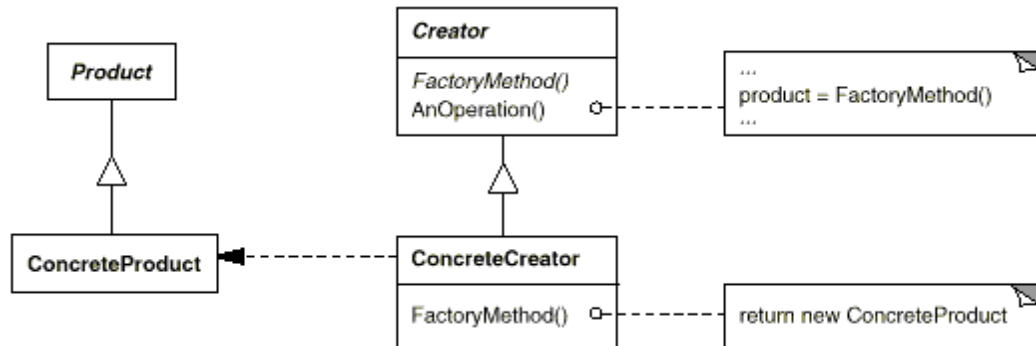 Product
ConcreteProduct
Creator
FactoryMethod()
AnOperation()
...
product = FactoryMethod()
...
ConcreteCreator
FactoryMethod()
return new ConcreteProduct